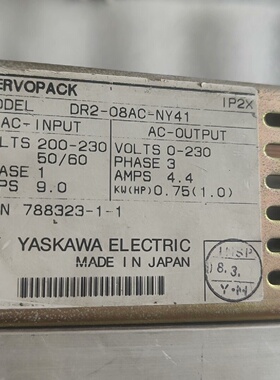 ERVOPACK
ODEL DR2-08AC-NY41 IP2X
AC-INPUT AC-OUTPUT
LTS 200-230 VOLTS 0-230
50/60 PHASE 3
HASE 1 AMPS 4.4
PS 9.0 KW(HP) 0.75(1.0)
N 788323-1-1
YASKAWA ELECTRIC
MADE IN JAPAN
INSP
8.3.
Y·M